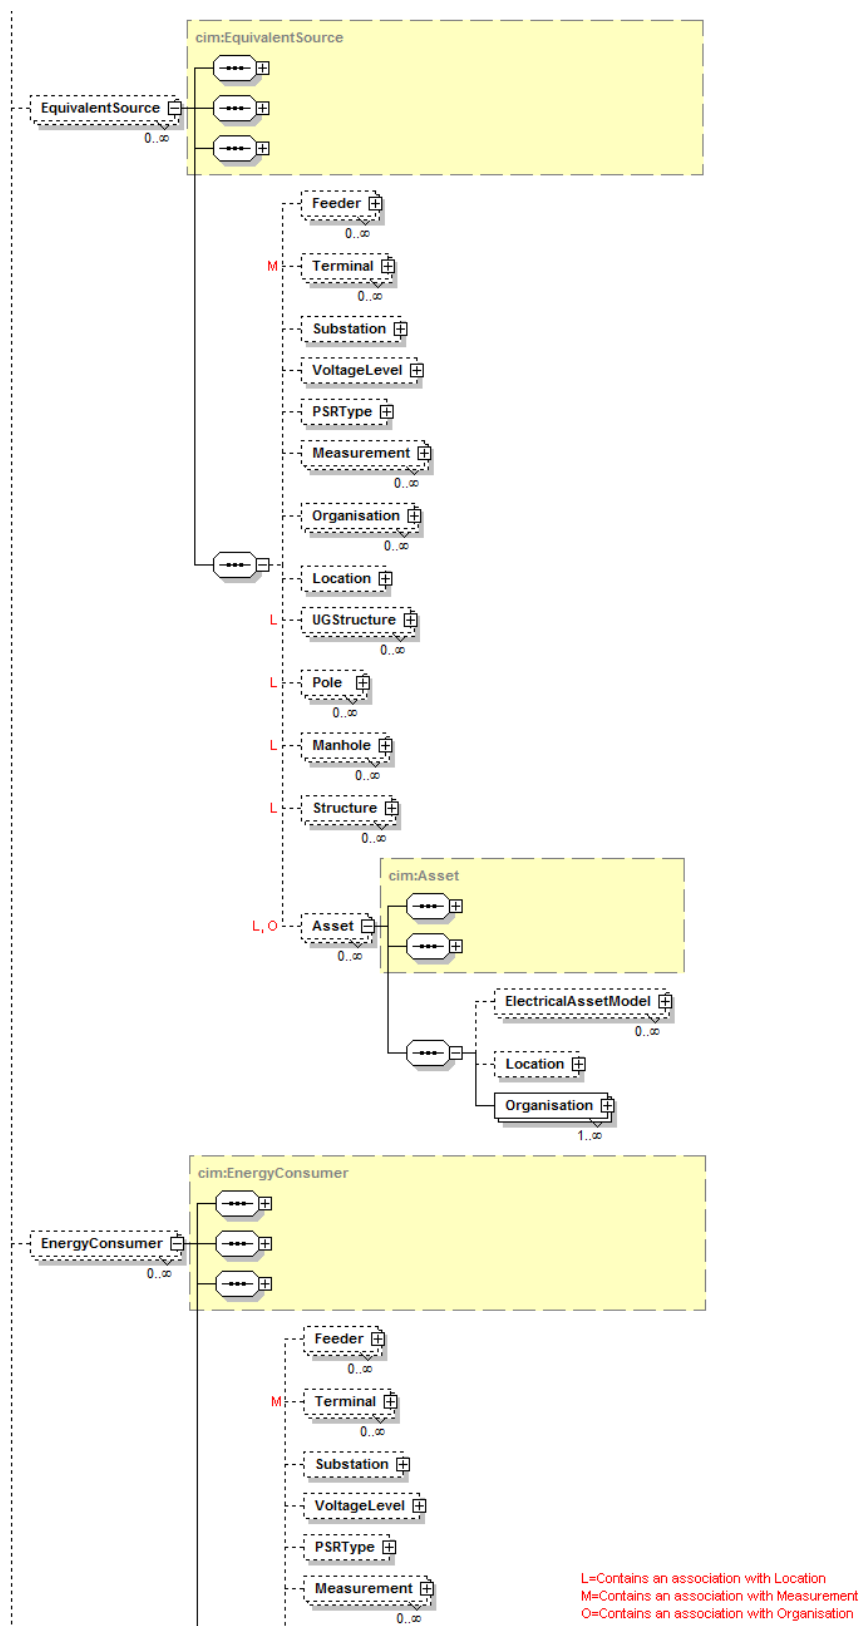 cim:EquivalentSource
EquivalentSource
0..∞
Feeder
0..∞
M
Terminal
0..∞
Substation
VoltageLevel
PSRType
Measurement
0..∞
Organisation
0..∞
Location
L
UGStructure
0..∞
L
Pole
0..∞
L
Manhole
0..∞
L
Structure
0..∞
cim:Asset
L, O
Asset
0..∞
ElectricalAssetModel
0..∞
Location
Organisation
1..∞
cim:EnergyConsumer
EnergyConsumer
0..∞
Feeder
0..∞
M
Terminal
0..∞
Substation
VoltageLevel
PSRType
Measurement
0..∞
L=Contains an association with Location
M=Contains an association with Measurement
O=Contains an association with Organisation